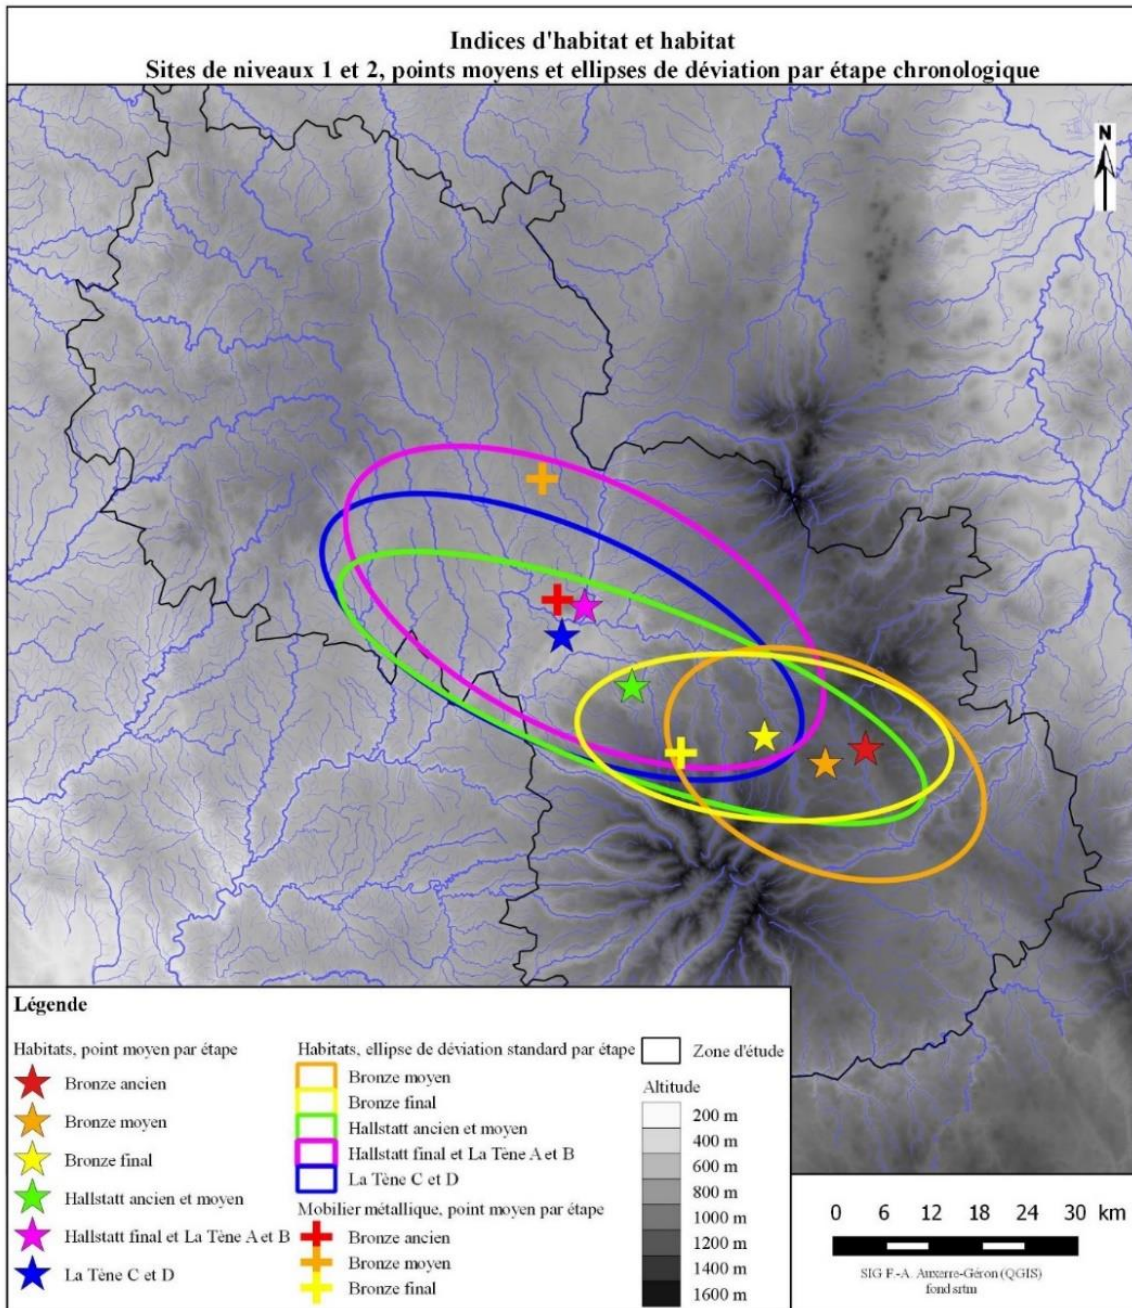 Indices d'habitat et habitat
Sites de niveaux 1 et 2, points moyens et ellipses de déviation par étape chronologique
N
Légende
Habitats, point moyen par étape
Bronze ancien
Bronze moyen
Bronze final
Hallstatt ancien et moyen
Hallstatt final et La Tène A et B
La Tène C et D
Habitats, ellipse de déviation standard par étape
Bronze moyen
Bronze final
Hallstatt ancien et moyen
Hallstatt final et La Tène A et B
La Tène C et D
Mobilier métallique, point moyen par étape
Bronze ancien
Bronze moyen
Bronze final
Zone d'étude
Altitude
200 m
400 m
600 m
800 m
1000 m
1200 m
1400 m
1600 m
0 6 12 18 24 30 km
SIG F.-A. Auxerre-Géron (QGIS)
fond srtm